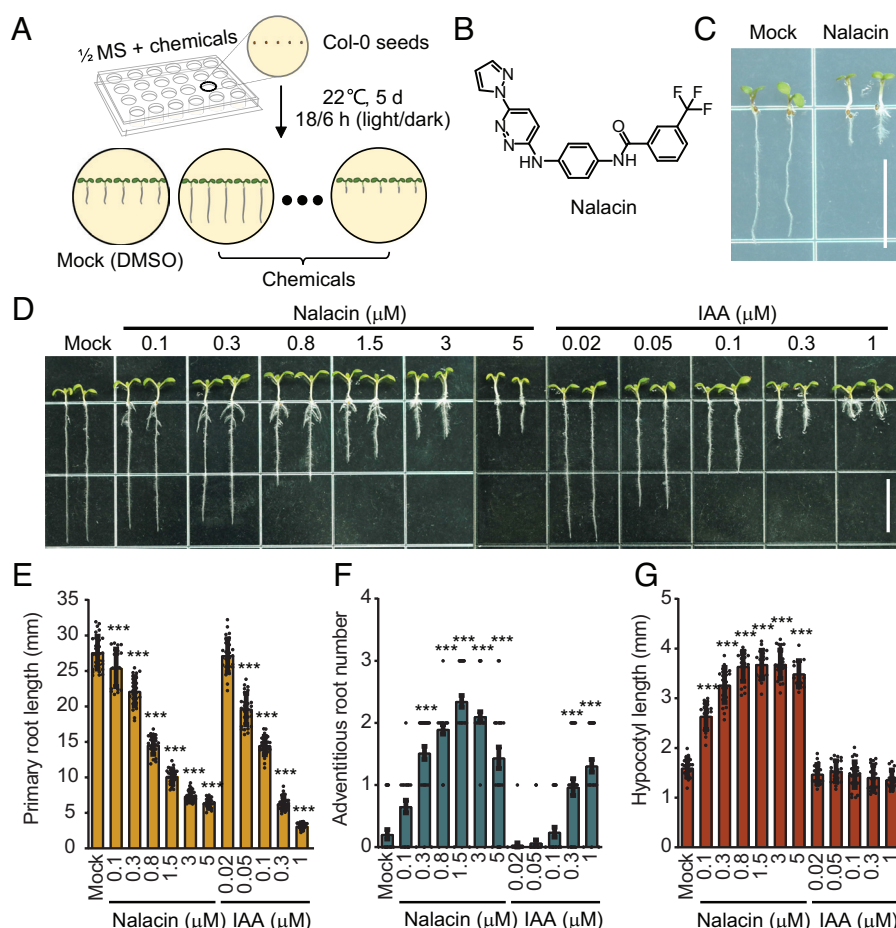 A
½ MS + chemicals
Col-0 seeds
22℃, 5 d
18/6 h (light/dark)
Mock (DMSO)
Chemicals
B
N
N
N
N
NH
O
NH
F
F
F
Nalacin
C
Mock Nalacin
D
Nalacin (μM) IAA (μM)
Mock 0.1 0.3 0.8 1.5 3 5 0.02 0.05 0.1 0.3 1
E
Primary root length (mm)
35
30
25
20
15
10
5
0
*** *** *** *** *** *** *** *** *** ***
Mock 0.1 0.3 0.8 1.5 3 5 0.02 0.05 0.1 0.3 1
Nalacin (μM) IAA (μM)
F
Adventitious root number
4
3
2
1
0
*** *** *** *** *** *** ***
Mock 0.1 0.3 0.8 1.5 3 5 0.02 0.05 0.1 0.3 1
Nalacin (μM) IAA (μM)
G
Hypocotyl length (mm)
5
4
3
2
1
0
*** *** *** *** *** ***
Mock 0.1 0.3 0.8 1.5 3 5 0.02 0.05 0.1 0.3 1
Nalacin (μM) IAA (μM)